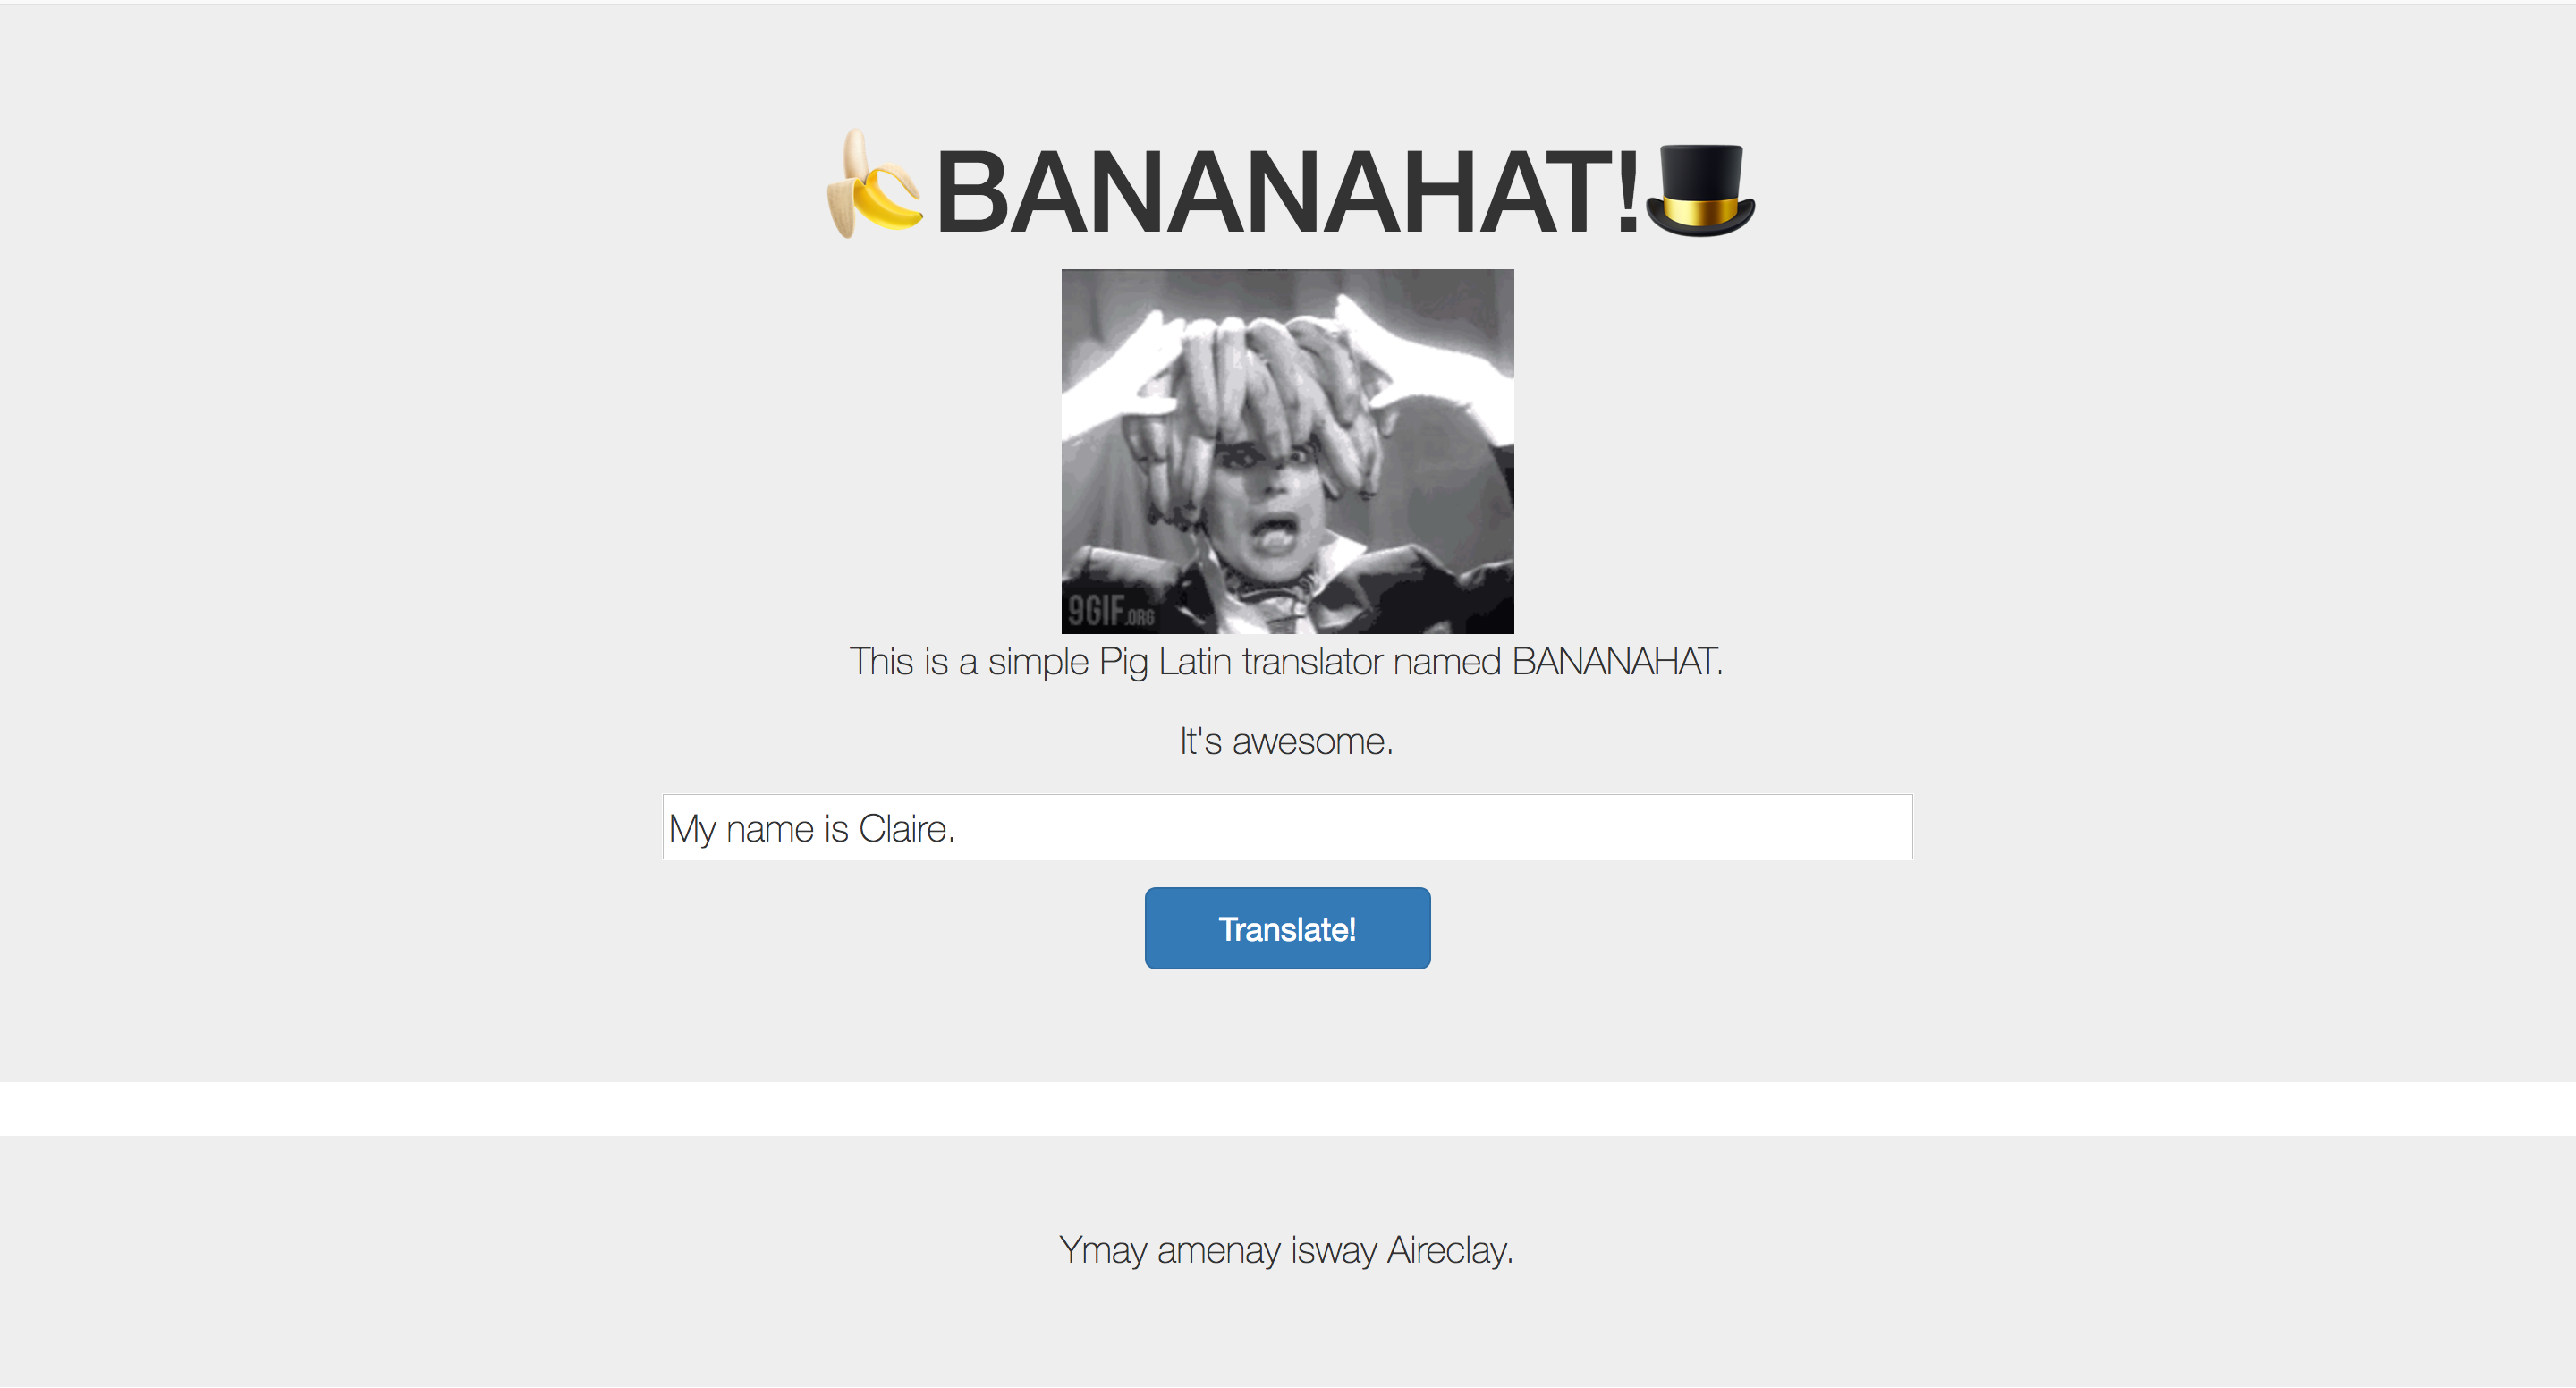 🍌BANANAHAT!🎩
9GIF.ORG
This is a simple Pig Latin translator named BANANAHAT.
It's awesome.
My name is Claire.
Translate!
Ymay amenay isway Aireclay.